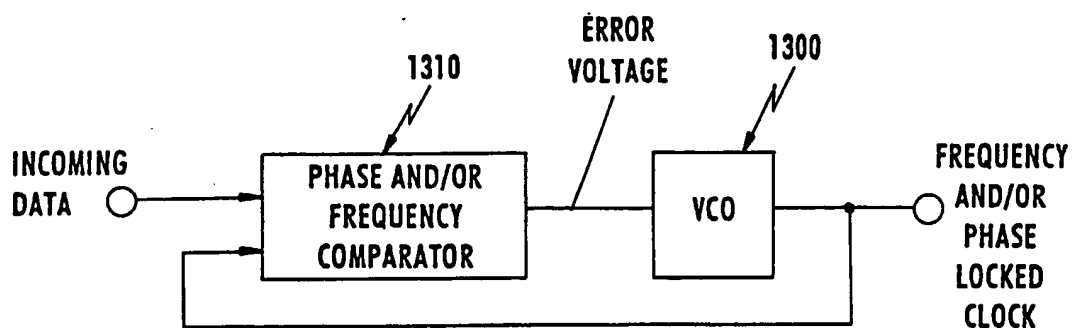 ERROR
VOLTAGE
1310
1300
INCOMING
DATA
PHASE AND/OR
FREQUENCY
COMPARATOR
VCO
FREQUENCY
AND/OR
PHASE
LOCKED
CLOCK